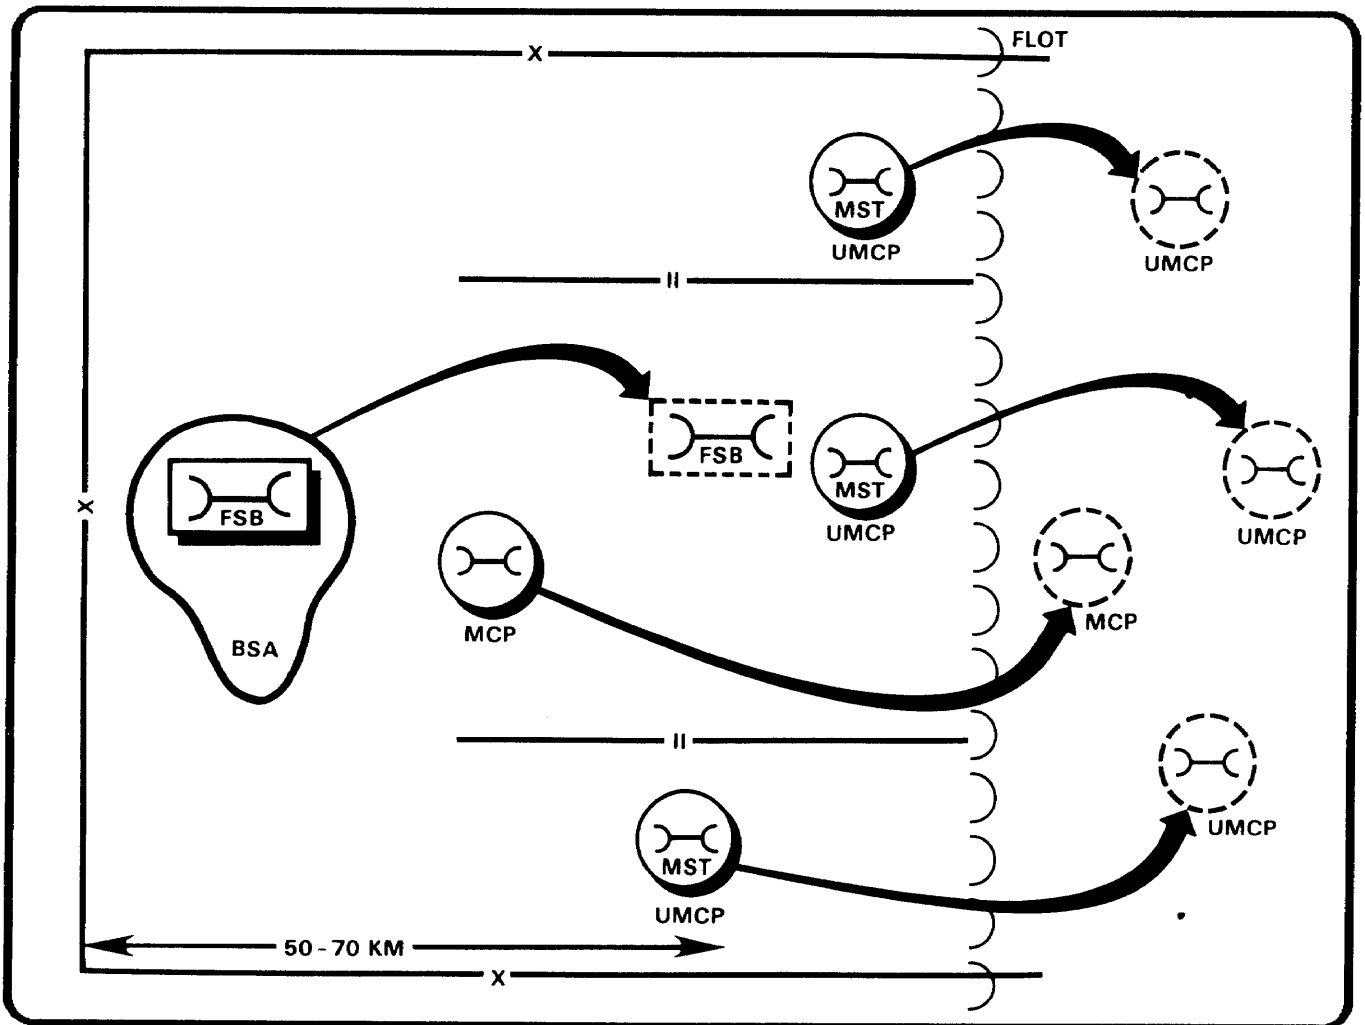 X
FLOT
MST
UMCP
UMCP
II
FSB
MST
UMCP
UMCP
X
FSB
MCP
MCP
BSA
II
MST
UMCP
UMCP
50-70 KM
X